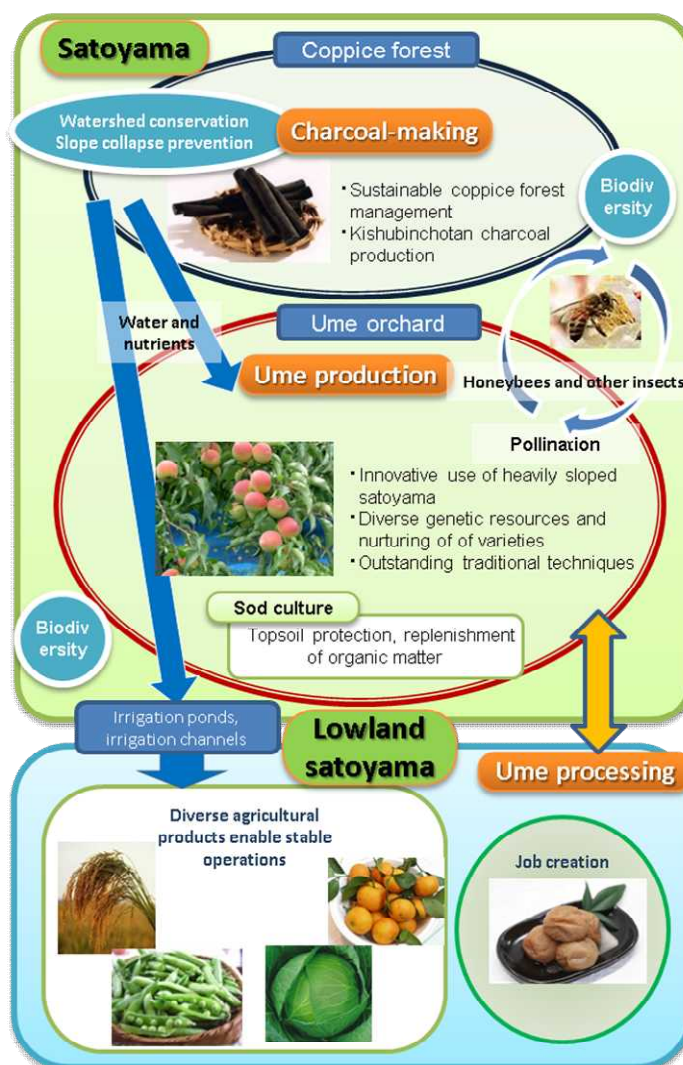 Satoyama
Coppice forest
Watershed conservation
Slope collapse prevention
Charcoal-making
・Sustainable coppice forest
management
・Kishubinchotan charcoal
production
Biodiv
ersity
Water and
nutrients
Ume orchard
Ume production
Honeybees and other insects
Pollination
・Innovative use of heavily sloped
satoyama
・Diverse genetic resources and
nurturing of of varieties
・Outstanding traditional techniques
Sod culture
Topsoil protection, replenishment
of organic matter
Biodiv
ersity
Irrigation ponds,
irrigation channels
Lowland
satoyama
Ume processing
Diverse agricultural
products enable stable
operations
Job creation